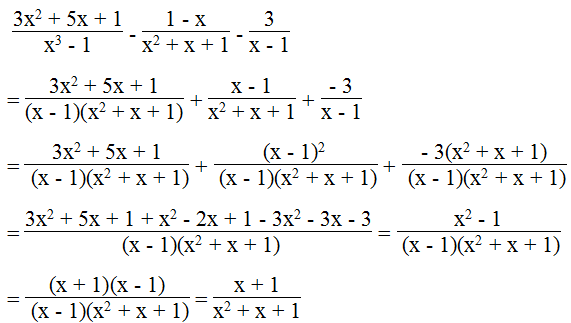 (3x² + 5x + 1)/(x³ - 1) - (1 - x)/(x² + x + 1) - 3/(x - 1)
= (3x² + 5x + 1)/((x - 1)(x² + x + 1)) + (x - 1)/(x² + x + 1) + (- 3)/(x - 1)
= (3x² + 5x + 1)/((x - 1)(x² + x + 1)) + (x - 1)²/((x - 1)(x² + x + 1)) + (- 3(x² + x + 1))/((x - 1)(x² + x + 1))
= (3x² + 5x + 1 + x² - 2x + 1 - 3x² - 3x - 3)/((x - 1)(x² + x + 1)) = (x² - 1)/((x - 1)(x² + x + 1))
= ((x + 1)(x - 1))/((x - 1)(x² + x + 1)) = (x + 1)/(x² + x + 1)